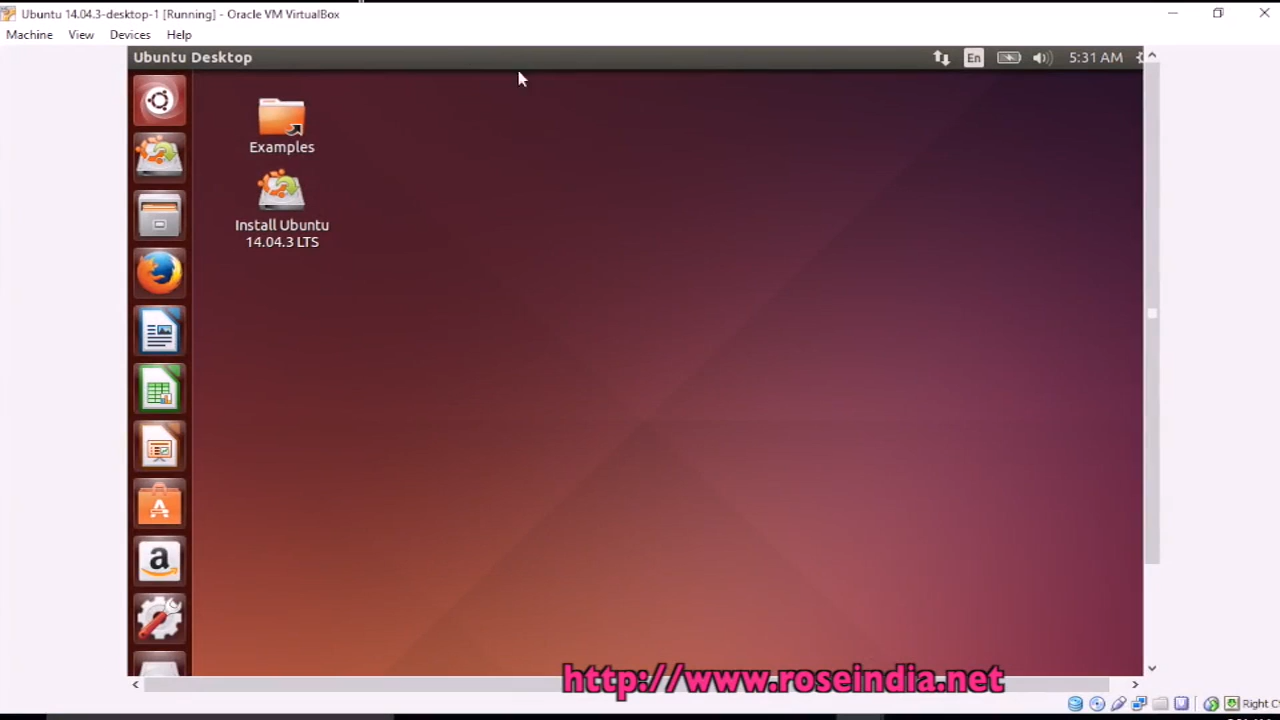 Ubuntu 14.04.3-desktop-1 [Running] - Oracle VM VirtualBox
Machine View Devices Help
Ubuntu Desktop
En
5:31 AM
Examples
Install Ubuntu
14.04.3 LTS
http://www.roseindia.net
Right C